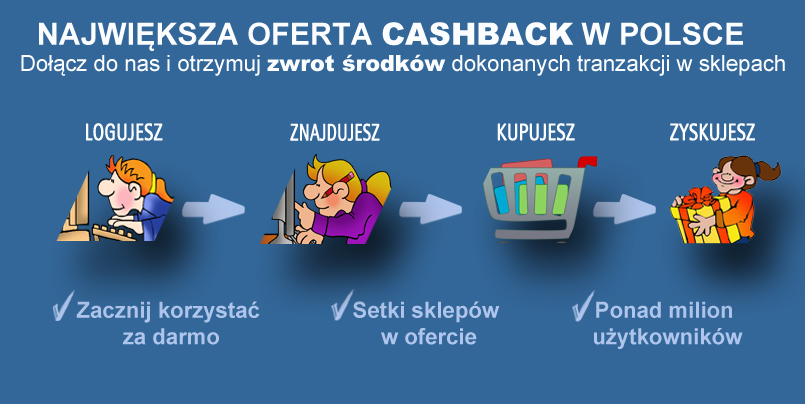 NAJWIĘKSZA OFERTA CASHBACK W POLSCE
Dołącz do nas i otrzymuj zwrot środków dokonanych tranzakcji w sklepach
LOGUJESZ ZNAJDUJESZ KUPUJESZ ZYSKUJESZ
Zacznij korzystać
za darmo
Setki sklepów
w ofercie
Ponad milion
użytkowników